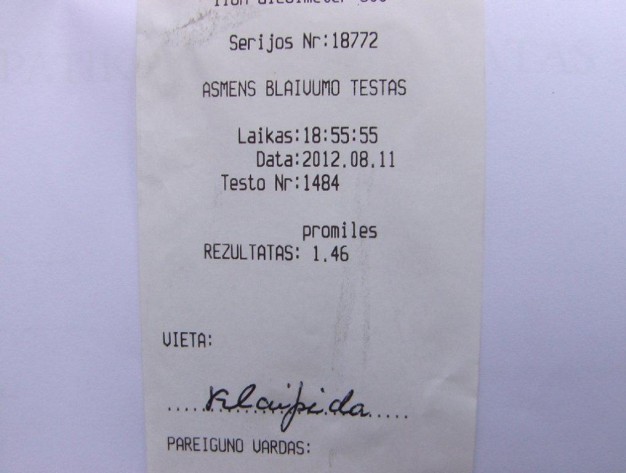 Serijos Nr:18772
ASMENS BLAIVUMO TESTAS
Laikas:18:55:55
Data:2012.08.11
Testo Nr:1484
promiles
REZULTATAS: 1.46
VIETA:
Klaipida
PAREIGUNO VARDAS: